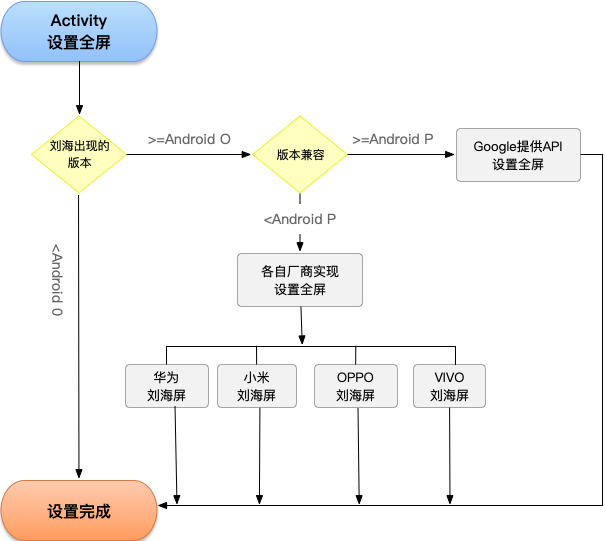 Activity
设置全屏
刘海出现的
版本
>=Android O
版本兼容
>=Android P
Google提供API
设置全屏
<Android P
<Android 0
各自厂商实现
设置全屏
华为
刘海屏
小米
刘海屏
OPPO
刘海屏
VIVO
刘海屏
设置完成